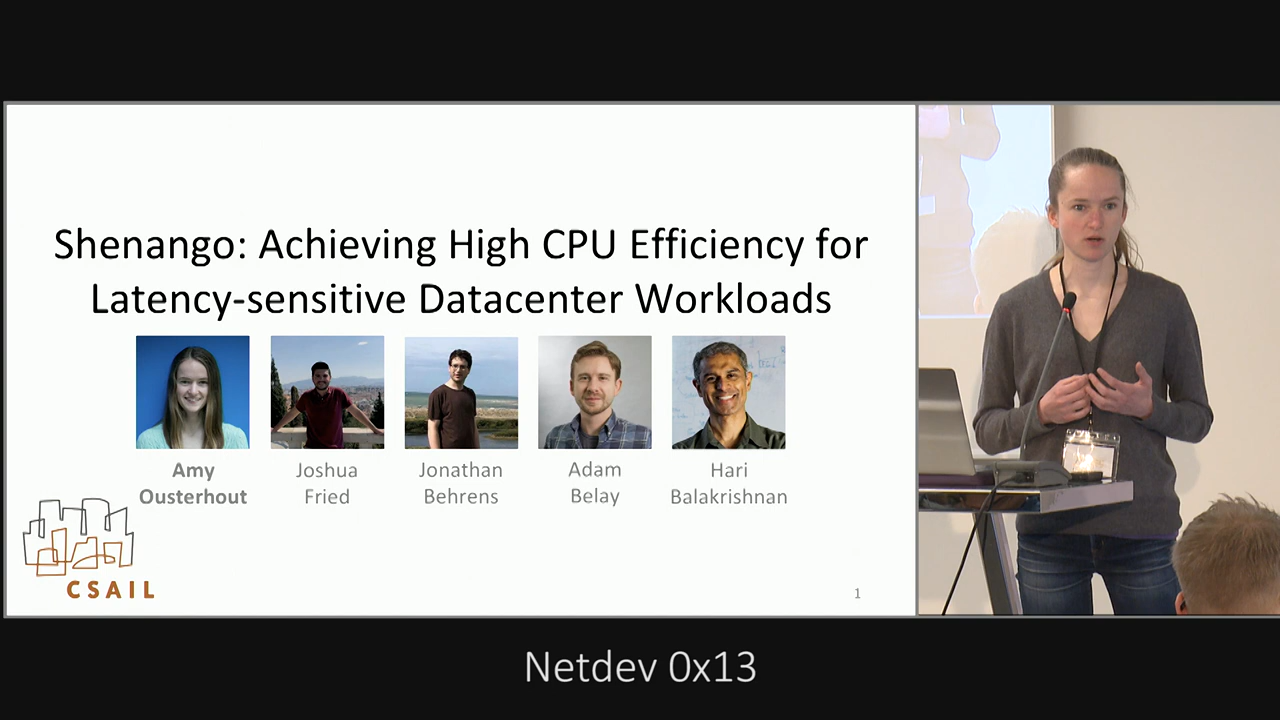 Shenango: Achieving High CPU Efficiency for
Latency-sensitive Datacenter Workloads
Amy
Ousterhout
Joshua
Fried
Jonathan
Behrens
Adam
Belay
Hari
Balakrishnan
CSAIL
1
Netdev 0x13